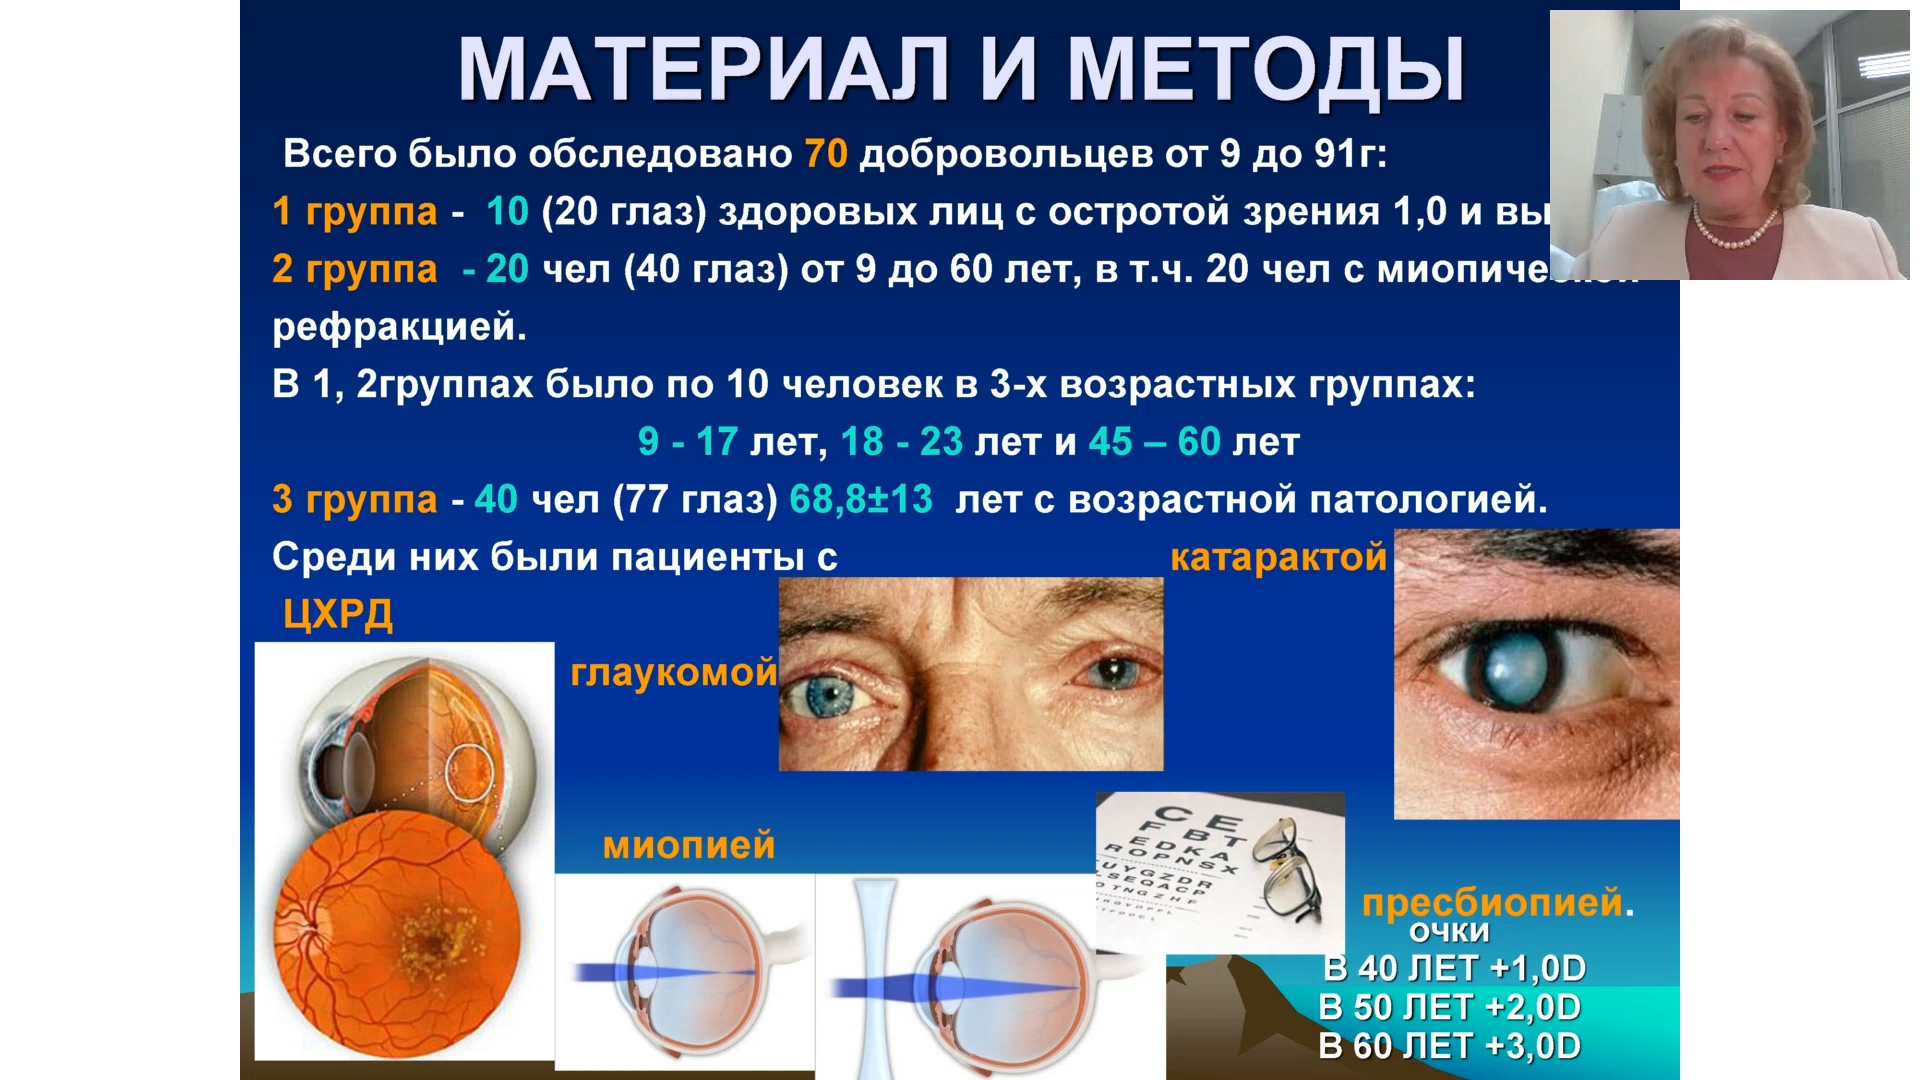 МАТЕРИАЛ И МЕТОДЫ
Всего было обследовано 70 добровольцев от 9 до 91г:
1 группа - 10 (20 глаз) здоровых лиц с остротой зрения 1,0 и
2 группа - 20 чел (40 глаз) от 9 до 60 лет, в т.ч. 20 чел с миопической
рефракцией.
В 1, 2группах было по 10 человек в 3-х возрастных группах:
9 - 17 лет, 18 - 23 лет и 45 – 60 лет
3 группа - 40 чел (77 глаз) 68,8±13 лет с возрастной патологией.
Среди них были пациенты с катарактой
ЦХРД
глаукомой
миопией
C E
F B T
E D K A
R O P N S X
U Y G Z D R
L S E Q A C P
O T N G Z H F
пресбиопией.
очки
В 40 ЛЕТ +1,0D
В 50 ЛЕТ +2,0D
В 60 ЛЕТ +3,0D